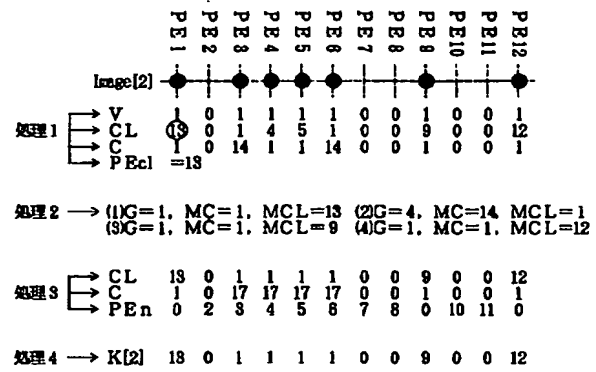 PE1 PE2 PE3 PE4 PE5 PE6 PE7 PE8 PE9 PE10 PE11 PE12
Image[2]
処理1 → V 1 0 1 1 1 1 0 0 1 0 0 1
→ CL 13 0 1 4 5 1 0 0 9 0 0 12
→ C 1 0 14 1 1 14 0 0 1 0 0 1
→ PEcl =13
処理2 → (1)G=1, MC=1, MCL=13 (2)G=4, MC=14, MCL=1
(3)G=1, MC=1, MCL=9 (4)G=1, MC=1, MCL=12
処理3 → CL 13 0 1 1 1 1 0 0 9 0 0 12
→ C 1 0 17 17 17 17 0 0 1 0 0 1
→ PEn 0 2 3 4 5 6 7 8 0 10 11 0
処理4 → K[2] 13 0 1 1 1 1 0 0 9 0 0 12